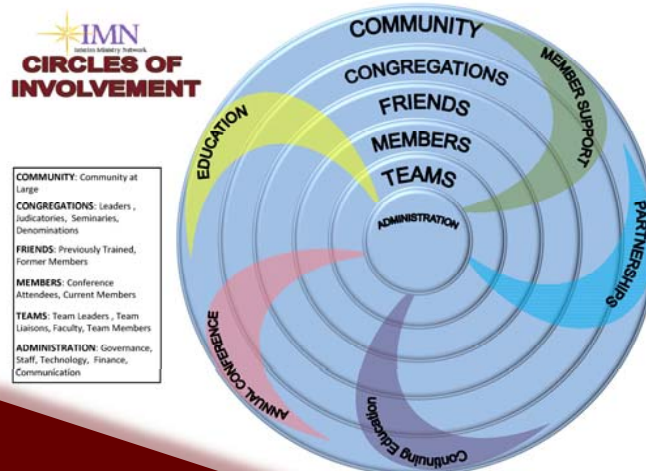 IMN
Interim Ministry Network
CIRCLES OF
INVOLVEMENT
COMMUNITY: Community at
Large
CONGREGATIONS: Leaders ,
Judicatories, Seminaries,
Denominations
FRIENDS: Previously Trained,
Former Members
MEMBERS: Conference
Attendees, Current Members
TEAMS: Team Leaders , Team
Liaisons, Faculty, Team Members
ADMINISTRATION: Governance,
Staff, Technology, Finance,
Communication
COMMUNITY
CONGREGATIONS
FRIENDS
MEMBERS
TEAMS
ADMINISTRATION
EDUCATION
MEMBER SUPPORT
PARTNERSHIPS
ANNUAL CONFERENCE
Continuing Education